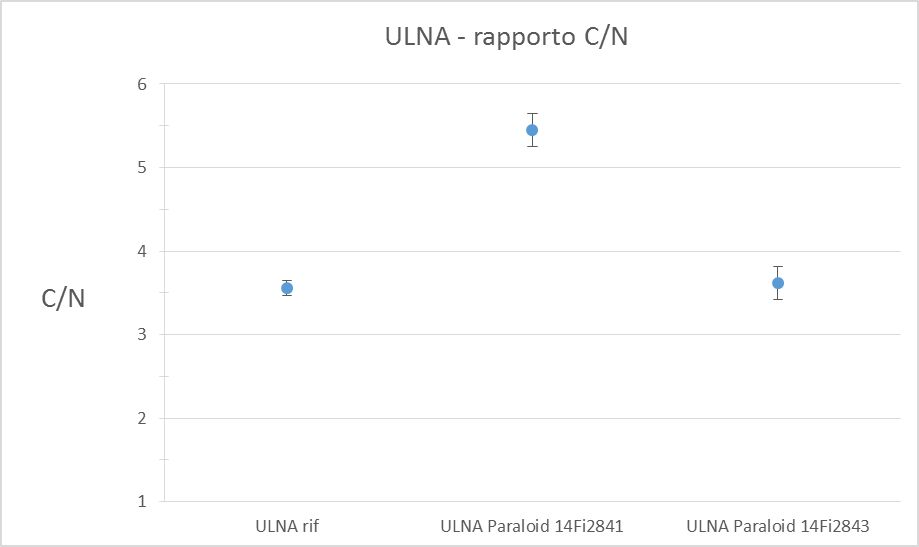 ULNA - rapporto C/N
6
5
4
3
2
1
C/N
ULNA rif
ULNA Paraloid 14Fi2841
ULNA Paraloid 14Fi2843